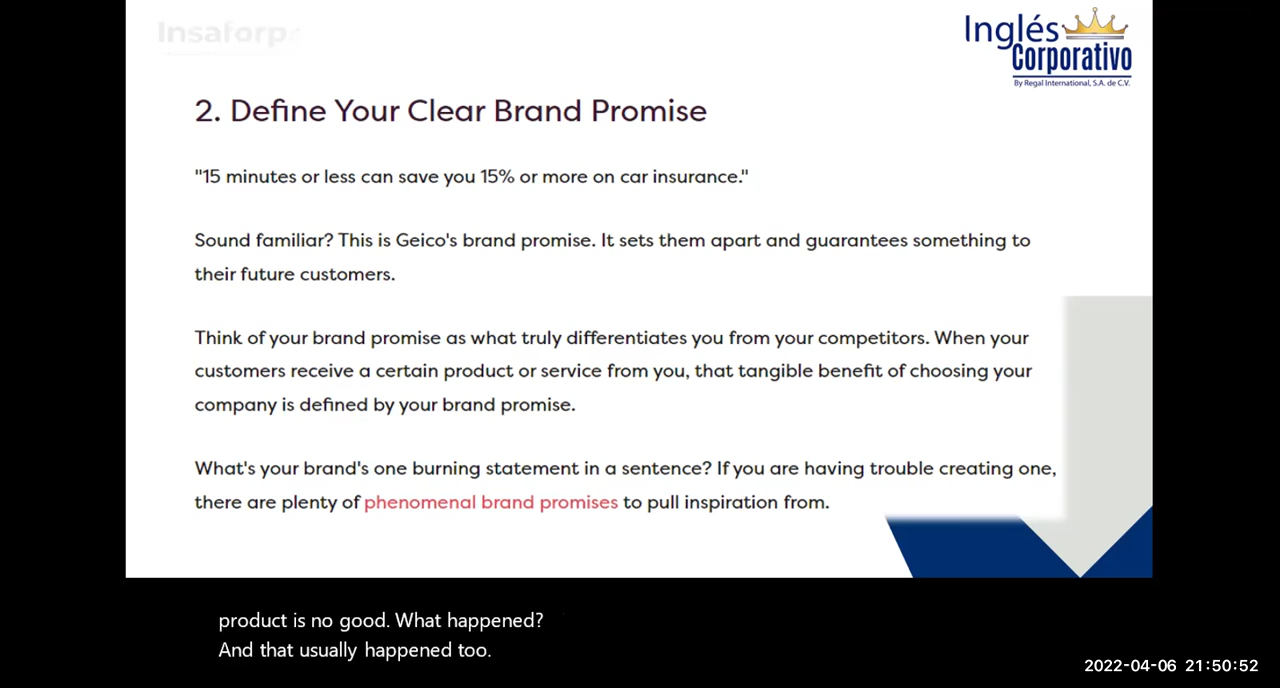 Insaforp
Inglés
Corporativo
By Regal International, S.A. de C.V.
2. Define Your Clear Brand Promise
"15 minutes or less can save you 15% or more on car insurance."
Sound familiar? This is Geico's brand promise. It sets them apart and guarantees something to
their future customers.
Think of your brand promise as what truly differentiates you from your competitors. When your
customers receive a certain product or service from you, that tangible benefit of choosing your
company is defined by your brand promise.
What's your brand's one burning statement in a sentence? If you are having trouble creating one,
there are plenty of phenomenal brand promises to pull inspiration from.
product is no good. What happened?
And that usually happened too.
2022-04-06 21:50:52